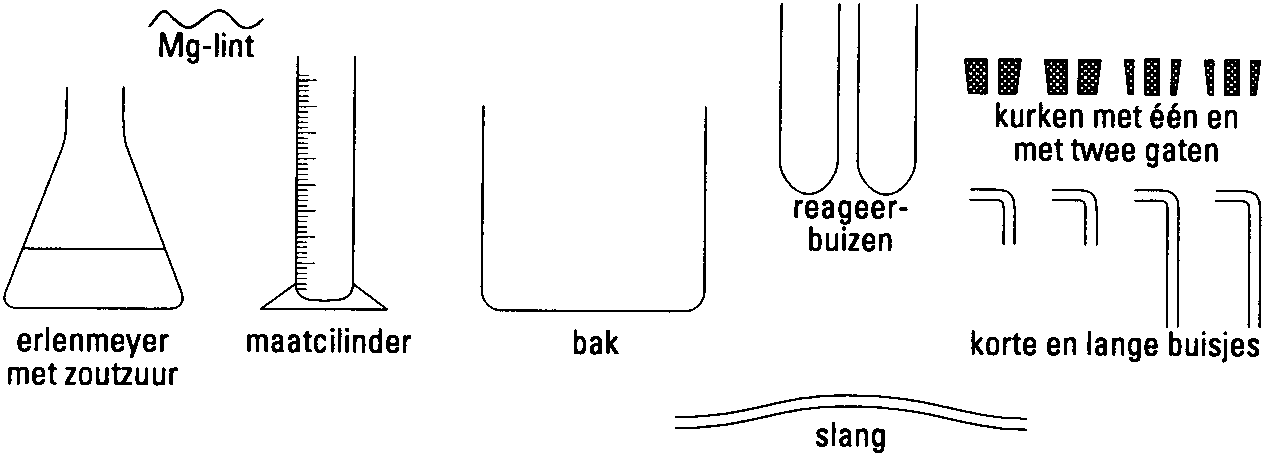 Mg-lint
erlenmeyer
met zoutzuur
maatcilinder
bak
reageer-
buizen
kurken met één en
met twee gaten
korte en lange buisjes
slang